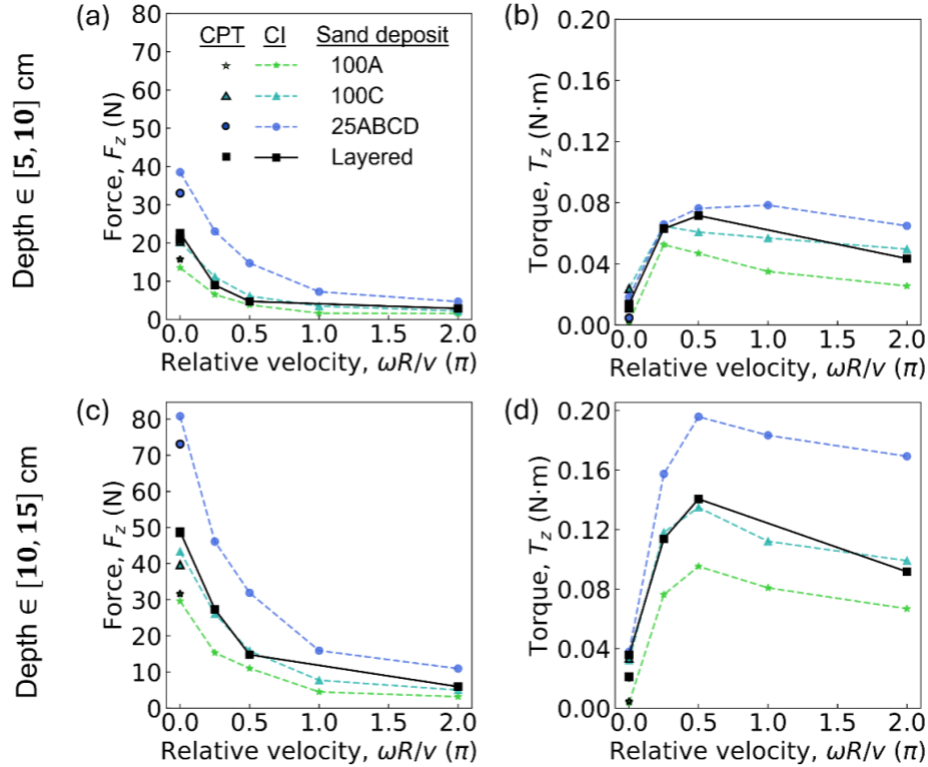 (a)
80
70
60
50
40
30
20
10
0
Force, F_z (N)
CPT CI Sand deposit
100A
100C
25ABCD
Layered
0.0 0.5 1.0 1.5 2.0
Relative velocity, ωR/v (π)
Depth ∈ [5, 10] cm
(b)
0.20
0.16
0.12
0.08
0.04
0.00
Torque, T_z (N·m)
0.0 0.5 1.0 1.5 2.0
Relative velocity, ωR/v (π)
(c)
80
70
60
50
40
30
20
10
0
Force, F_z (N)
0.0 0.5 1.0 1.5 2.0
Relative velocity, ωR/v (π)
Depth ∈ [10, 15] cm
(d)
0.20
0.16
0.12
0.08
0.04
0.00
Torque, T_z (N·m)
0.0 0.5 1.0 1.5 2.0
Relative velocity, ωR/v (π)